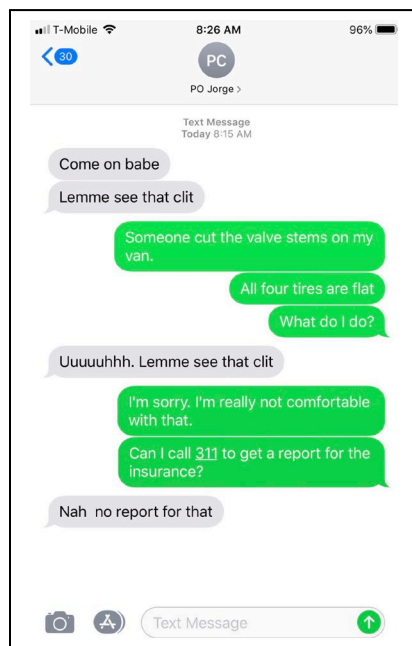 T-Mobile 8:26 AM 96%
30
PC
PO Jorge >
Text Message
Today 8:15 AM
Come on babe
Lemme see that clit
Someone cut the valve stems on my
van.
All four tires are flat
What do I do?
Uuuuuhhh. Lemme see that clit
I'm sorry. I'm really not comfortable
with that.
Can I call 311 to get a report for the
insurance?
Nah  no report for that
Text Message